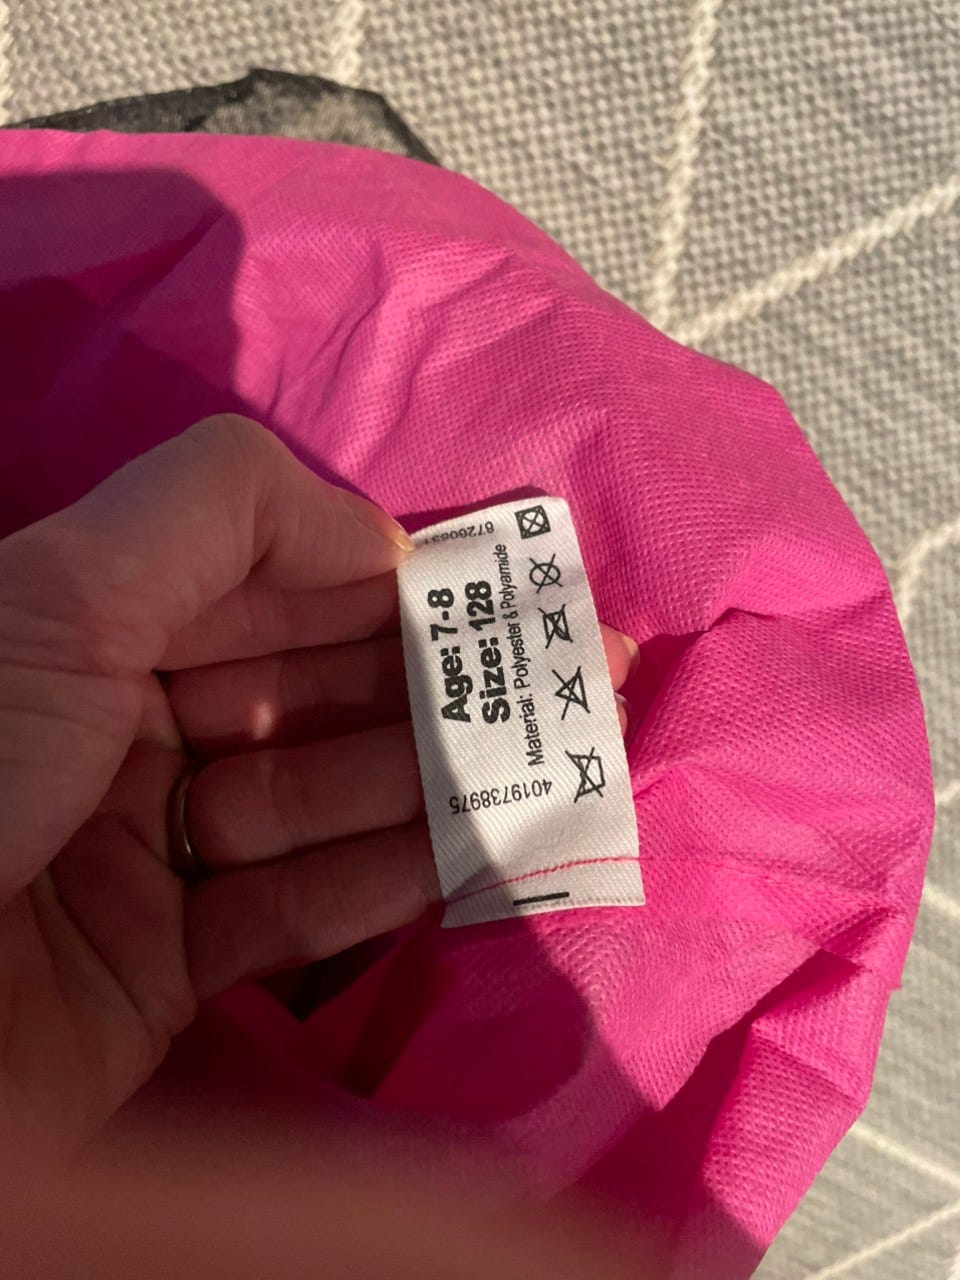 Age: 7-8
Size: 128
Material: Polyester & Polyamide
4019738975